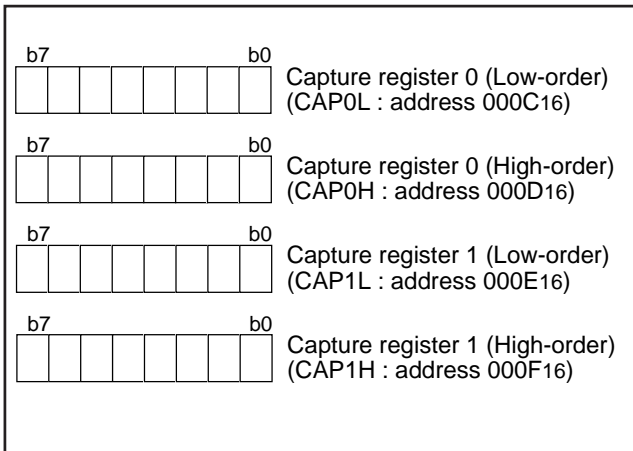 b7 b0
Capture register 0 (Low-order)
(CAP0L : address 000C16)
b7 b0
Capture register 0 (High-order)
(CAP0H : address 000D16)
b7 b0
Capture register 1 (Low-order)
(CAP1L : address 000E16)
b7 b0
Capture register 1 (High-order)
(CAP1H : address 000F16)